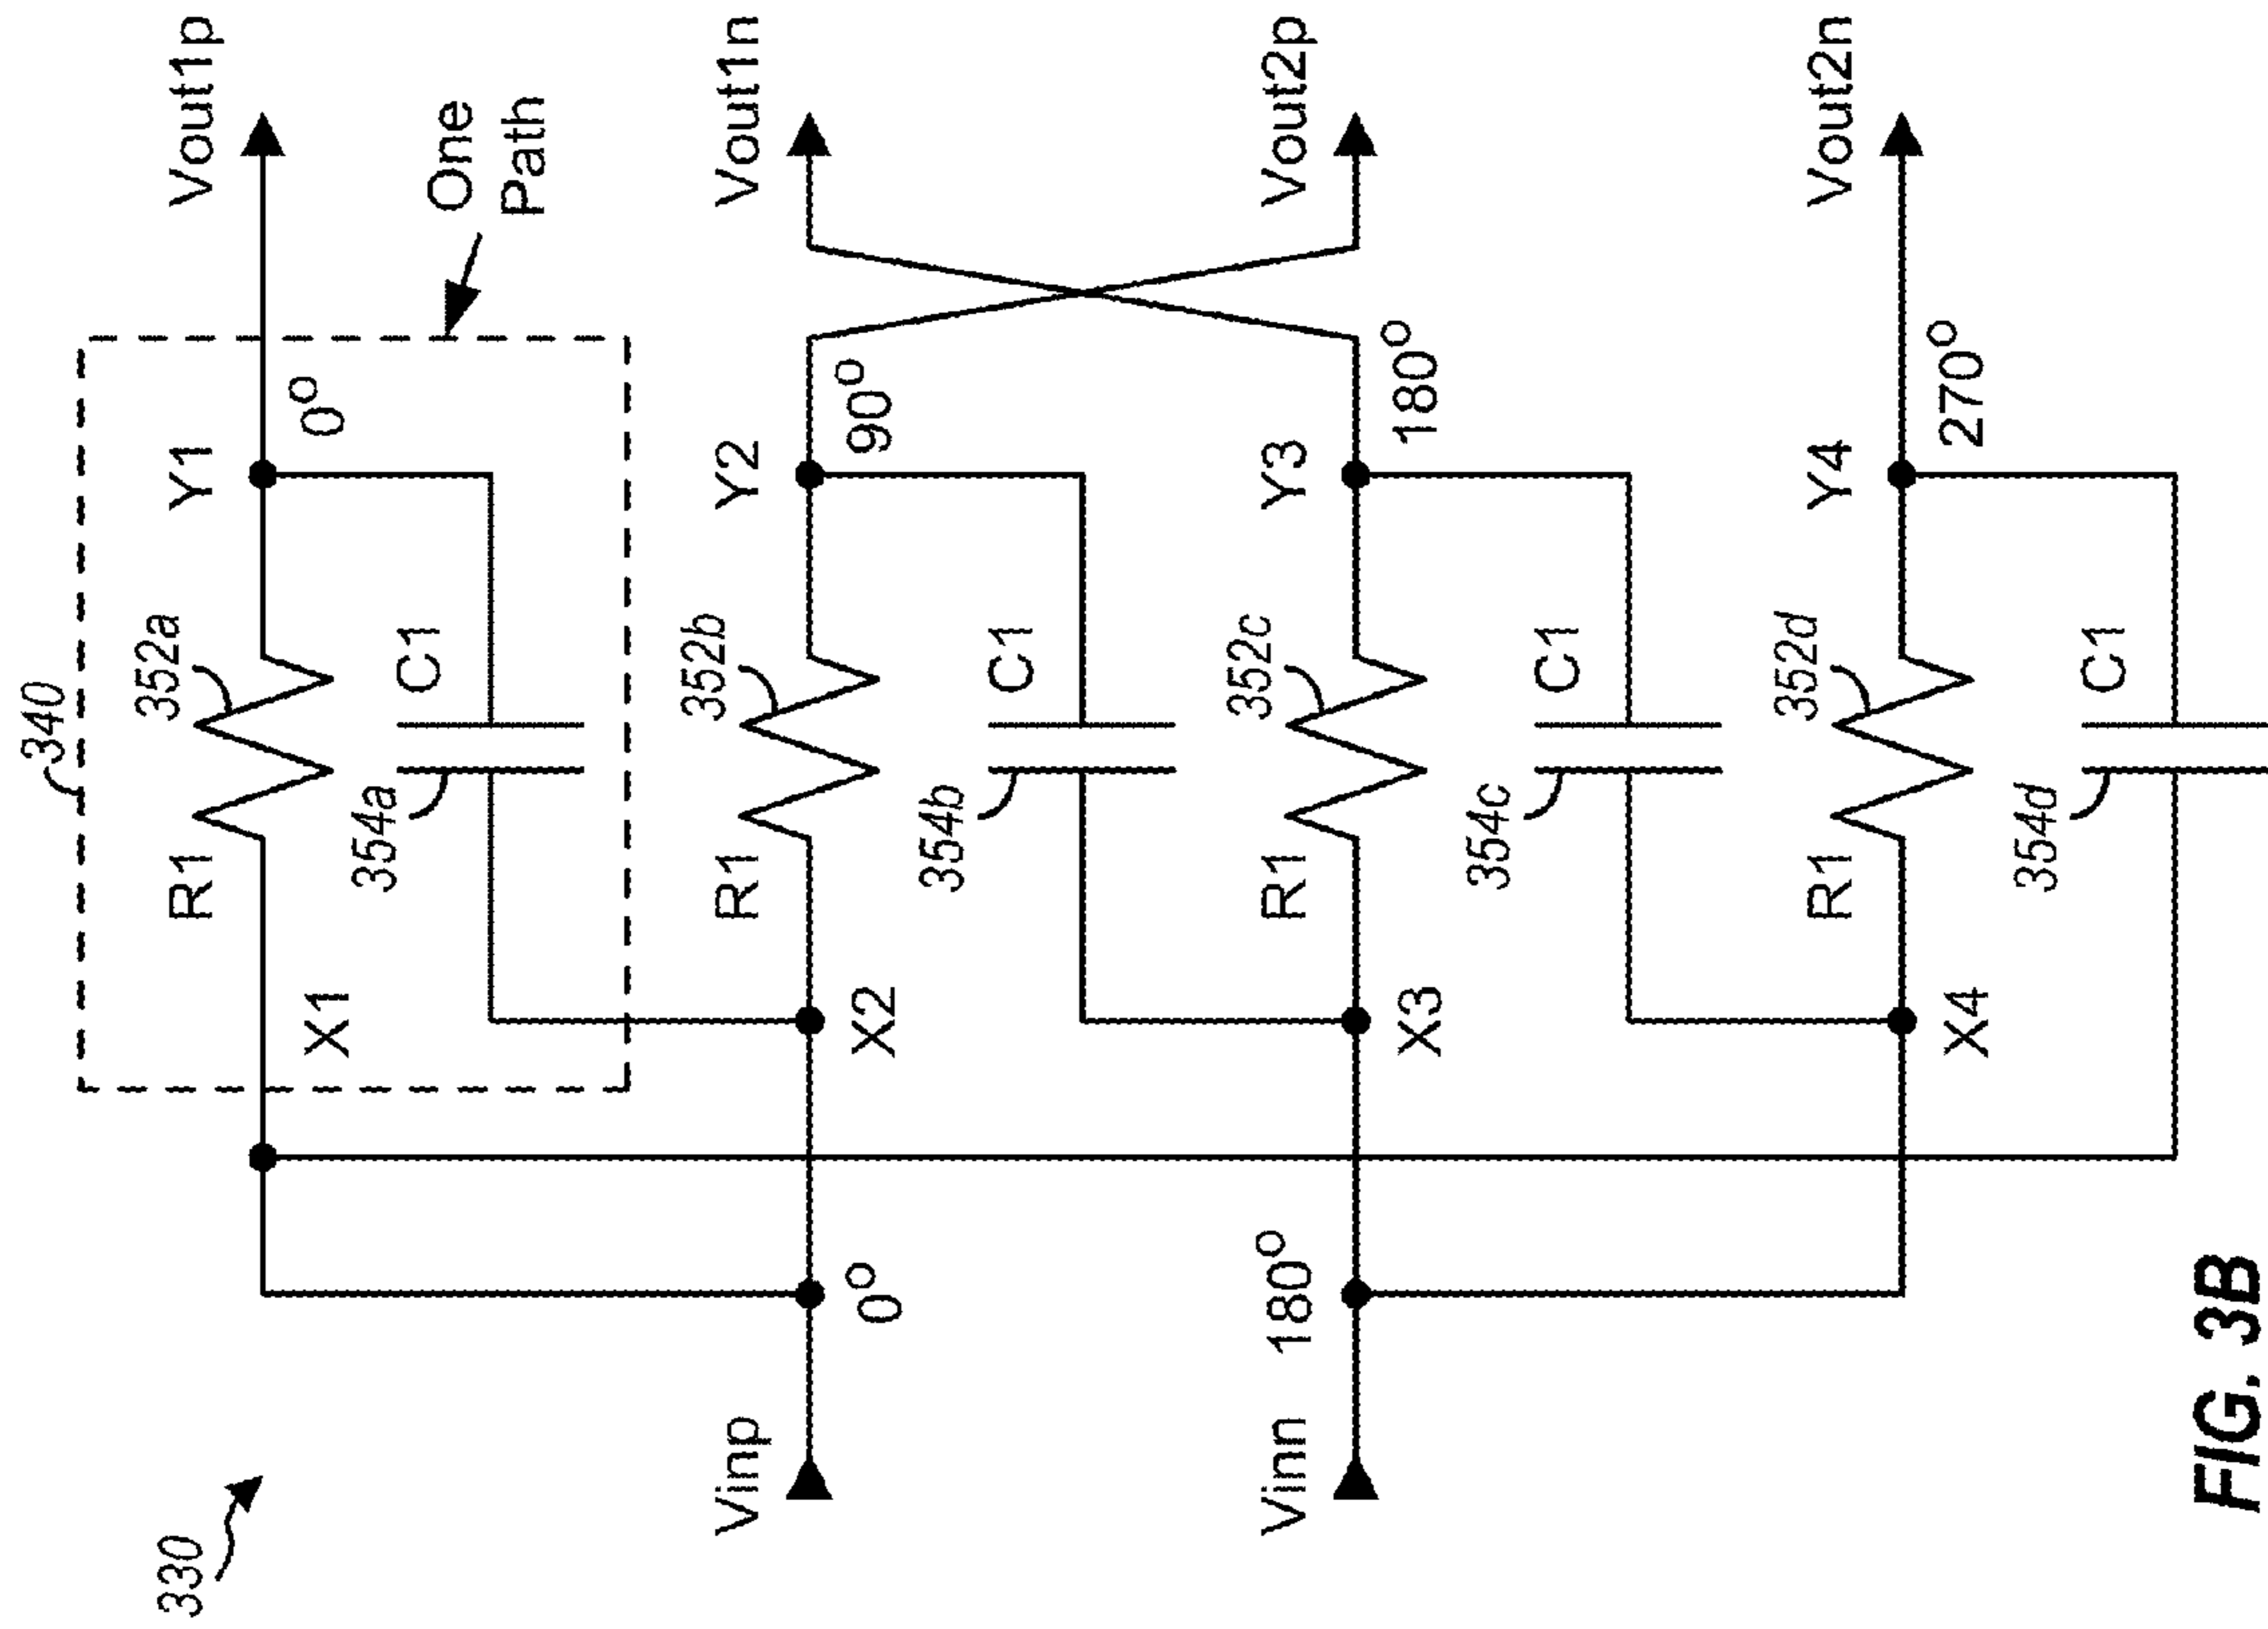 330
340
352a
R1
X1
354a
C1
Y1
0°
Vout1p
One
Path
Vinp
0°
352b
R1
X2
354b
C1
Y2
90°
Vout1n
Vinn
180°
352c
R1
X3
354c
C1
Y3
180°
Vout2p
352d
R1
X4
354d
C1
Y4
270°
Vout2n
FIG. 3B